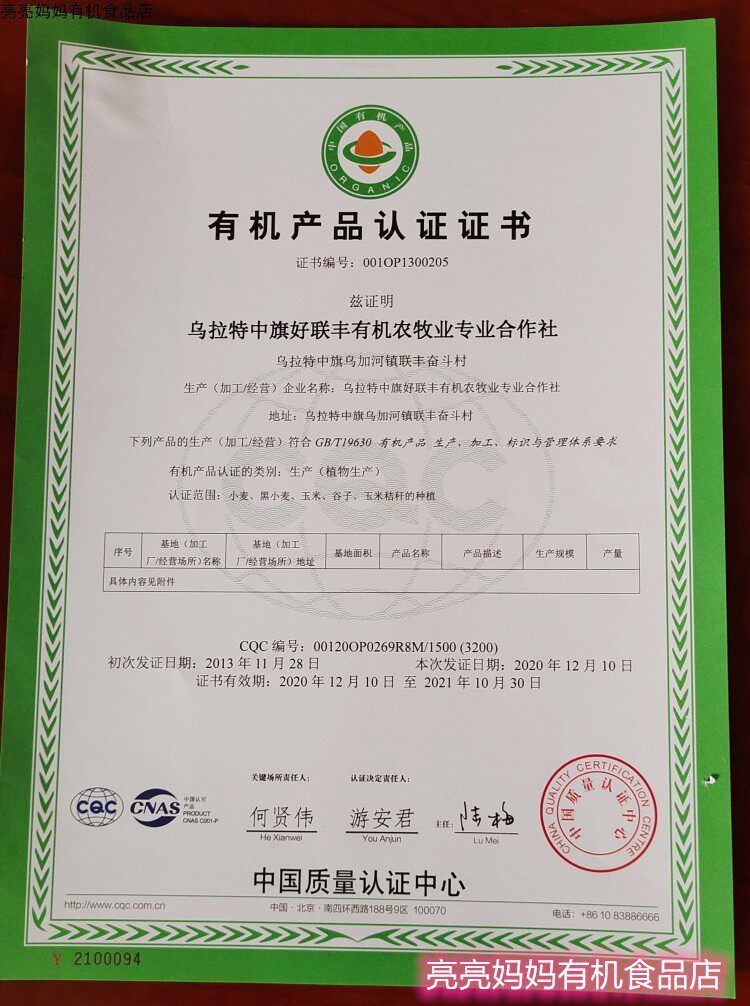 亮亮妈妈有机食品店
中国有机产品
ORGANIC
有机产品认证证书
证书编号：001OP1300205
兹证明
乌拉特中旗好联丰有机农牧业专业合作社
乌拉特中旗乌加河镇联丰奋斗村
生产（加工/经营）企业名称：乌拉特中旗好联丰有机农牧业专业合作社
地址：乌拉特中旗乌加河镇联丰奋斗村
下列产品的生产（加工/经营）符合 GB/T19630 有机产品 生产、加工、标识与管理体系要求
有机产品认证的类别：生产（植物生产）
认证范围：小麦、黑小麦、玉米、谷子、玉米秸秆的种植
CQC
序号 基地（加工厂/经营场所）名称 基地（加工厂/经营场所）地址 基地面积 产品名称 产品描述 生产规模 产量
具体内容见附件
CQC 编号：00120OP0269R8M/1500 (3200)
初次发证日期：2013 年 11 月 28 日 本次发证日期：2020 年 12 月 10 日
证书有效期：2020 年 12 月 10 日 至 2021 年 10 月 30 日
关键场所责任人： 认证决定责任人：
CQC CNAS 中国认可 产品 PRODUCT CNAS C001-P
何贤伟 游安君 主任：陆梅
He Xianwei You Anjun Lu Mei
CHINA QUALITY CERTIFICATION CENTRE
中国质量认证中心
中国质量认证中心
http://www.cqc.com.cn 中国·北京·南四环西路188号9区 100070 电话：+86 10 83886666
Y 2100094
亮亮妈妈有机食品店